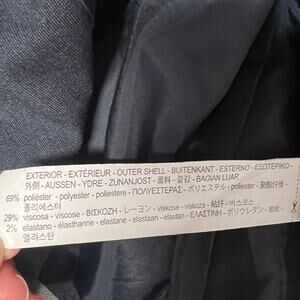 EXTERIOR - EXTÉRIEUR - OUTER SHELL - BUITENKANT - ESTERNO - ΕΞΩΤΕΡΙΚΟ -
外側 - AUSSEN - YDRE - ZUNANJOST - 面料 - 겉감 - BAGIAN LUAR
69% poliéster - polyester - poliestere - ΠΟΛΥΕΣΤΕΡΑΣ - ポリエステル - poliester - 聚酯纤维 -
폴리에스터
29% viscosa - viscose - ΒΙΣΚΟΖΗ - レーヨン - viskose - viskoza - 粘纤 - 비스코스
2% elastano - élasthanne - elastane - elastaan - elastan - ΕΛΑΣΤΙΝΗ - ポリウレタン - 氨纶 -
엘라스탄